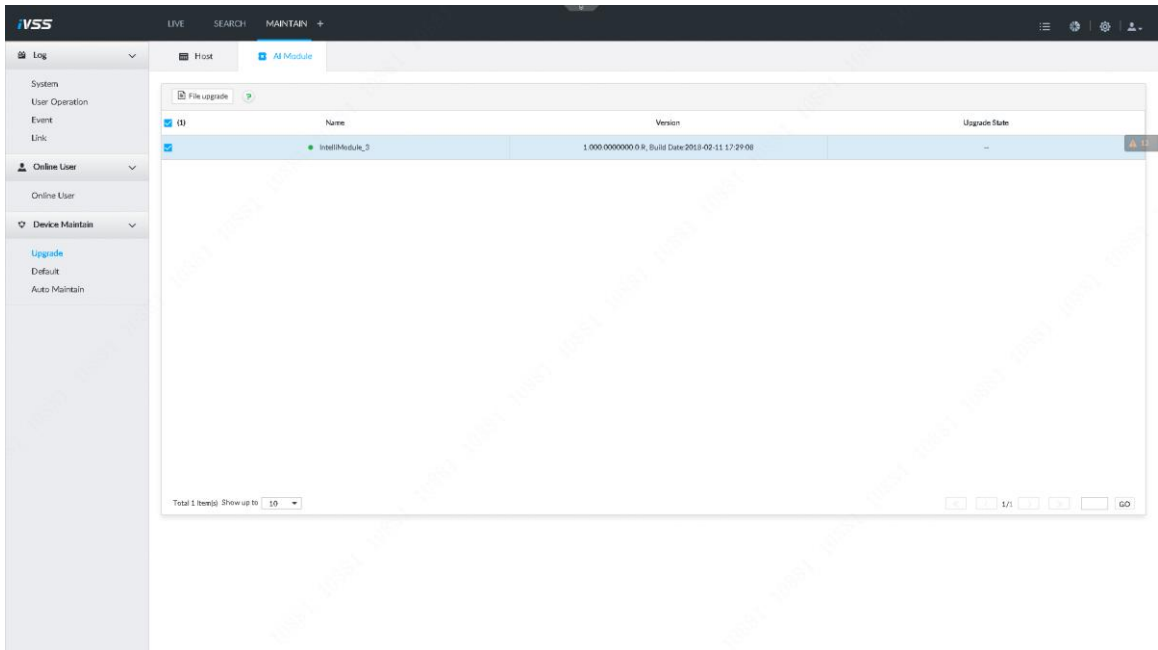 iVSS LIVE SEARCH MAINTAIN +
Log
System
User Operation
Event
Link
Online User
Online User
Device Maintain
Upgrade
Default
Auto Maintain
Host AI Module
File upgrade ?
(1) Name Version Upgrade State
IntelliModule_3 1.000.0000000.0.R, Build Date:2018-02-11 17:29:08 --
Total 1 Item(s) Show up to 10 1/1 GO